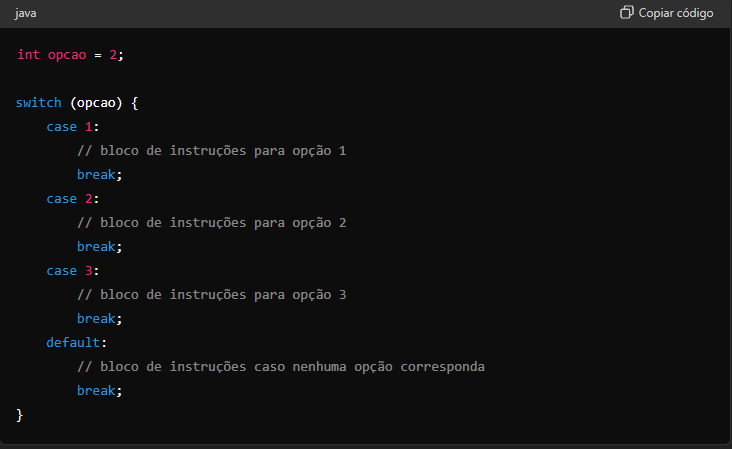 java
Copiar código
int opcao = 2;
switch (opcao) {
    case 1:
        // bloco de instruções para opção 1
        break;
    case 2:
        // bloco de instruções para opção 2
        break;
    case 3:
        // bloco de instruções para opção 3
        break;
    default:
        // bloco de instruções caso nenhuma opção corresponda
        break;
}